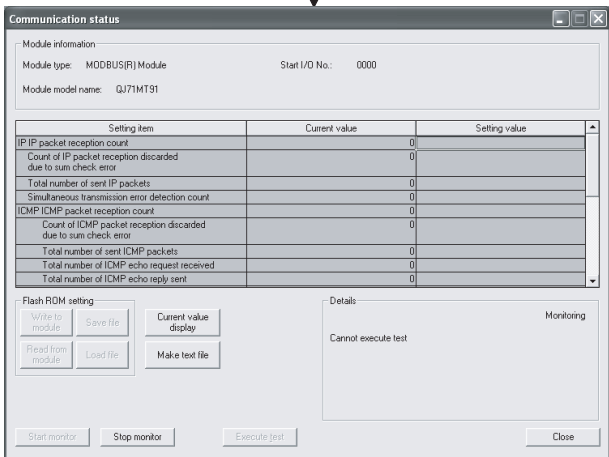 Communication status
Module information
Module type: MODBUS(R) Module Start I/O No.: 0000
Module model name: QJ71MT91
Setting item Current value Setting value
IP IP packet reception count 0
Count of IP packet reception discarded
due to sum check error 0
Total number of sent IP packets 0
Simultaneous transmission error detection count 0
ICMP ICMP packet reception count 0
Count of ICMP packet reception discarded
due to sum check error 0
Total number of sent ICMP packets 0
Total number of ICMP echo request received 0
Total number of ICMP echo reply sent 0
Flash ROM setting
Write to
module
Save file
Current value
display
Read from
module
Load file
Make text file
Details
Monitoring
Cannot execute test
Start monitor Stop monitor Execute test Close